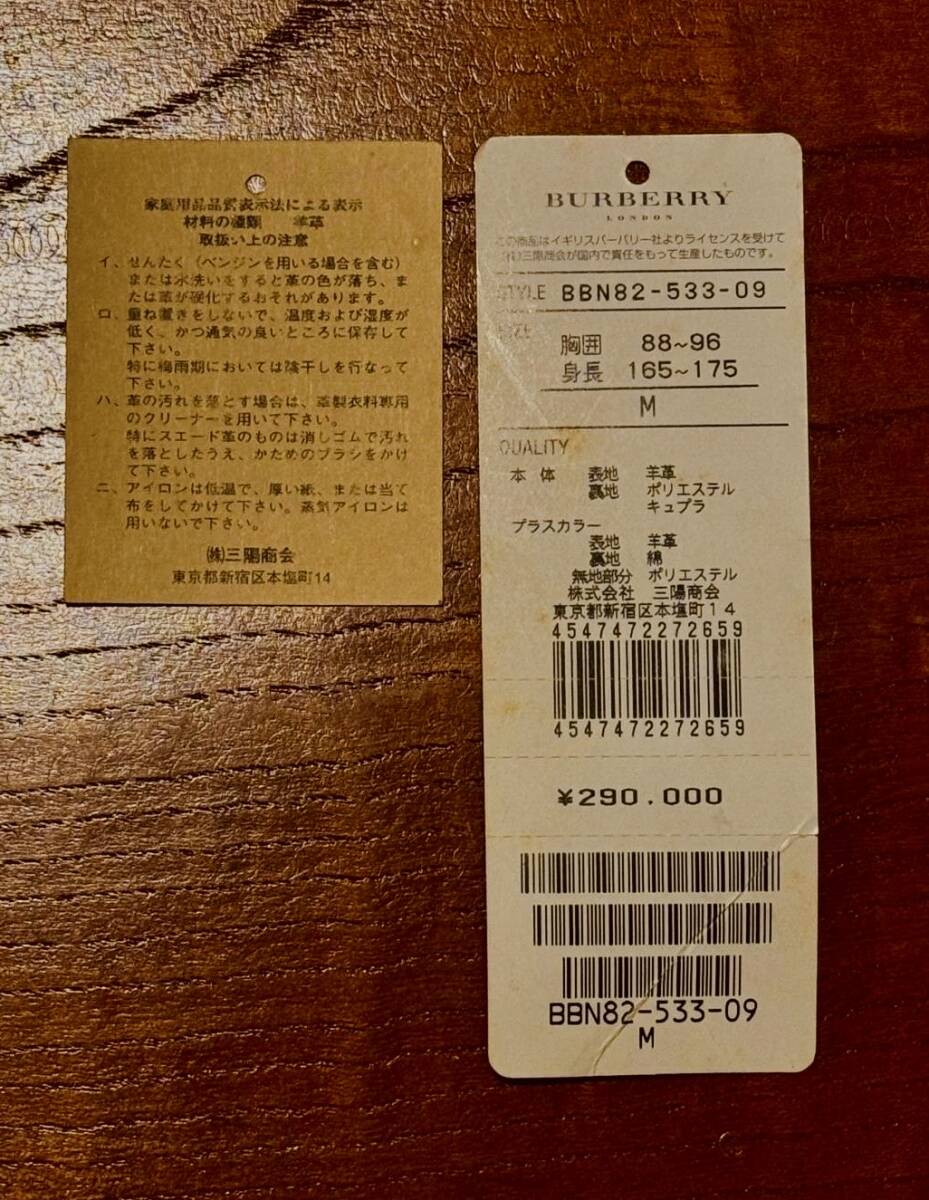 家庭用品品質表示法による表示
材料の種類 羊革
取扱い上の注意
イ、せんたく（ベンジンを用いる場合を含む）
または水洗いをすると革の色が落ち、ま
たは革が硬化するおそれがあります。
ロ、重ね置きをしないで、温度および湿度が
低く、かつ通気の良いところに保存して
下さい。
特に梅雨期においては陰干しを行なって
下さい。
ハ、革の汚れを落とす場合は、革製衣料専用
のクリーナーを用いて下さい。
特にスエード革のものは消しゴムで汚れ
を落としたうえ、かためのブラシをかけ
て下さい。
ニ、アイロンは低温で、厚い紙、または当て
布をしてかけて下さい。蒸気アイロンは
用いないで下さい。
㈱三陽商会
東京都新宿区本塩町14
BURBERRY
LONDON
この商品はイギリスバーバリー社よりライセンスを受けて
(株)三陽商会が国内で責任をもって生産したものです。
STYLE BBN82-533-09
SIZE
胸囲 88~96
身長 165~175
M
QUALITY
本体 表地 羊革
裏地 ポリエステル
キュプラ
プラスカラー
表地 羊革
裏地 綿
無地部分 ポリエステル
株式会社 三陽商会
東京都新宿区本塩町14
4547472272659
4547472272659
¥290.000
BBN82-533-09
M